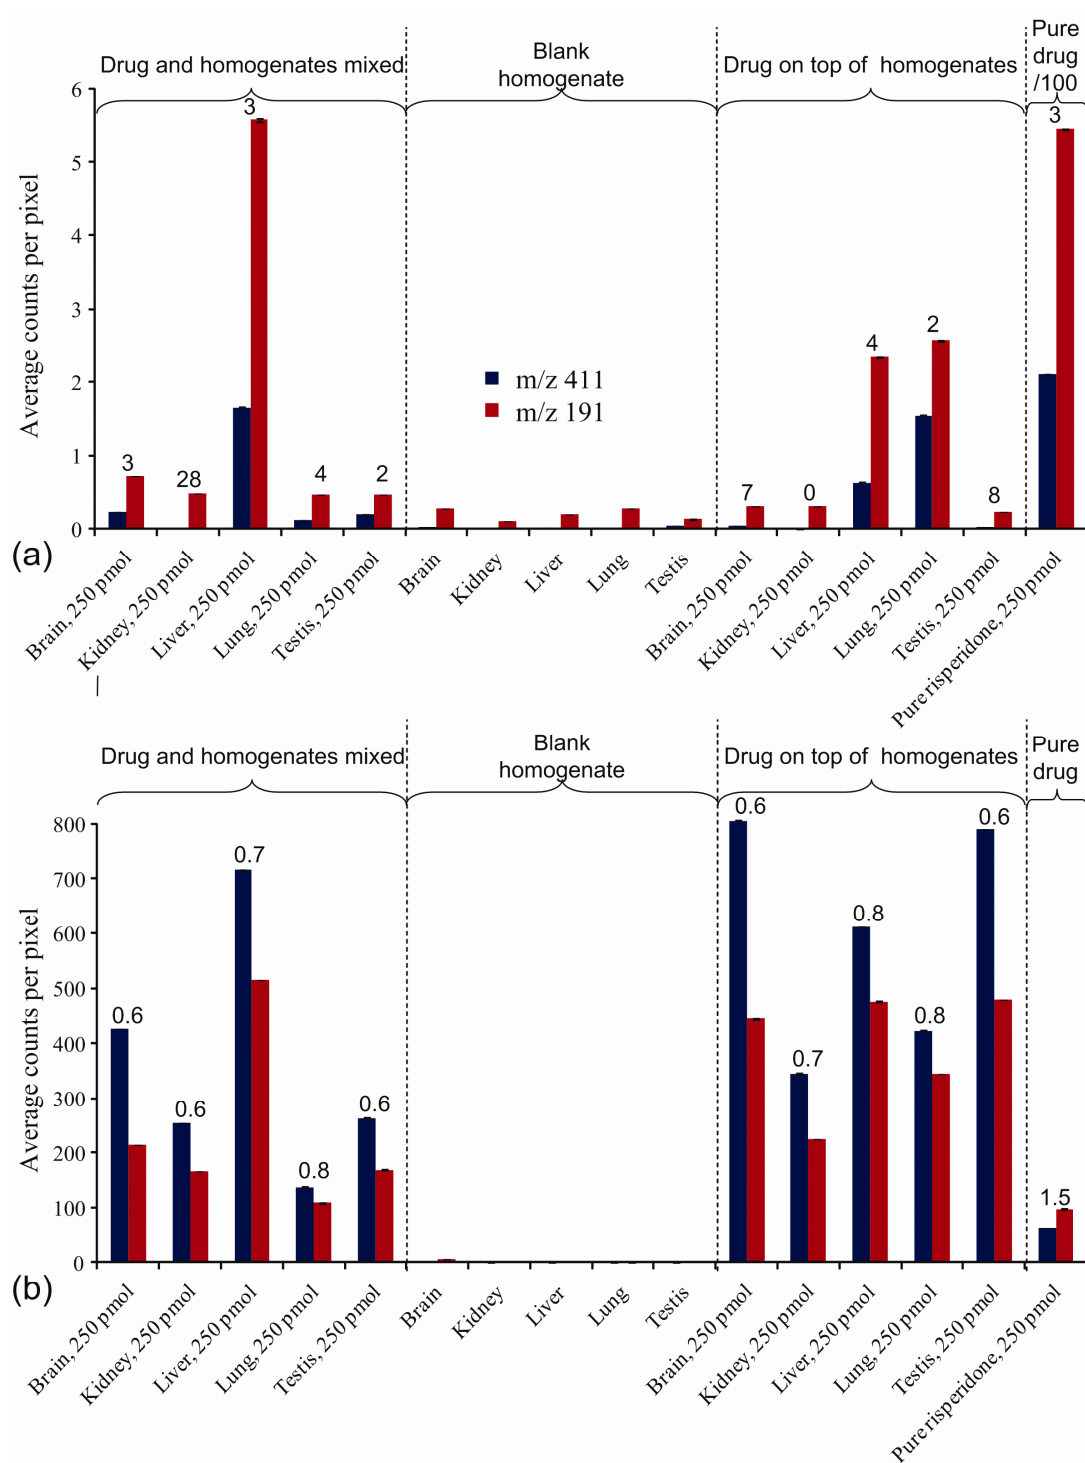 Pure
drug
/100
Drug and homogenates mixed
Blank
homogenate
Drug on top of homogenates
Average counts per pixel
6
5
4
3
2
1
0
3
28
3
4
2
7
0
4
2
8
3
m/z 411
m/z 191
(a)
Brain, 250 pmol
Kidney, 250 pmol
Liver, 250 pmol
Lung, 250 pmol
Testis, 250 pmol
Brain
Kidney
Liver
Lung
Testis
Brain, 250 pmol
Kidney, 250 pmol
Liver, 250 pmol
Lung, 250 pmol
Testis, 250 pmol
Pure risperidone, 250 pmol
Drug and homogenates mixed
Blank
homogenate
Drug on top of homogenates
Pure
drug
Average counts per pixel
800
700
600
500
400
300
200
100
0
0.6
0.6
0.7
0.8
0.6
0.6
0.7
0.8
0.8
0.6
1.5
(b)
Brain, 250 pmol
Kidney, 250 pmol
Liver, 250 pmol
Lung, 250 pmol
Testis, 250 pmol
Brain
Kidney
Liver
Lung
Testis
Brain, 250 pmol
Kidney, 250 pmol
Liver, 250 pmol
Lung, 250 pmol
Testis, 250 pmol
Pure risperidone, 250 pmol